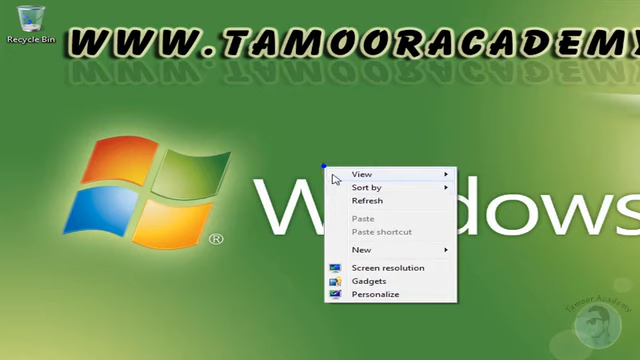 WWW.TAMOORACADEMY
Recycle Bin
View
Sort by
Refresh
Paste
Paste shortcut
New
Screen resolution
Gadgets
Personalize
Windows
®
Tamoor Academy